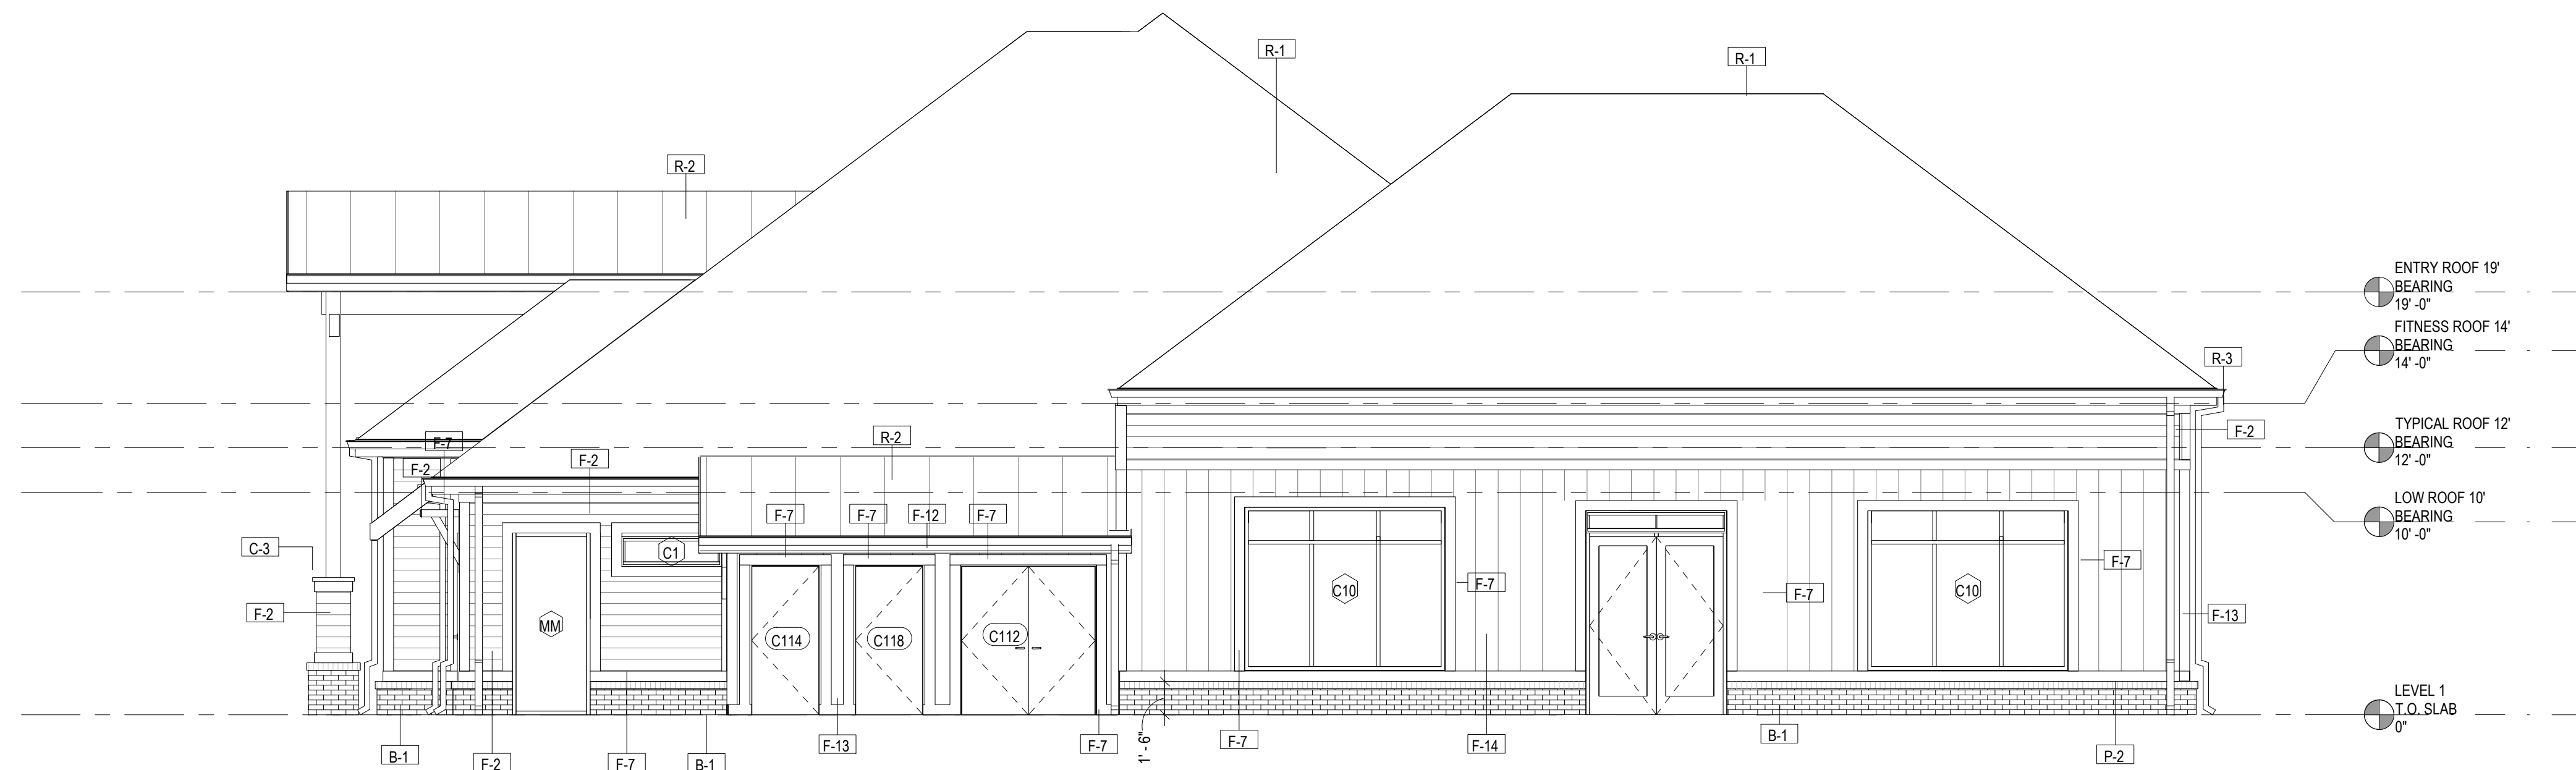 R-1
R-1
R-2
ENTRY ROOF 19'
BEARING
19' -0"
FITNESS ROOF 14'
BEARING
14' -0"
R-3
TYPICAL ROOF 12'
BEARING
12' -0"
F-2
R-2
F-7
F-2
F-2
LOW ROOF 10'
BEARING
10' -0"
F-7
F-7
F-12
F-7
C-3
C1
F-7
F-7
C10
C10
F-7
F-2
F-13
MM
C114
C118
C112
LEVEL 1
T.O. SLAB
0"
1' - 6"
B-1
F-2
F-7
B-1
F-13
F-7
F-7
F-14
B-1
P-2